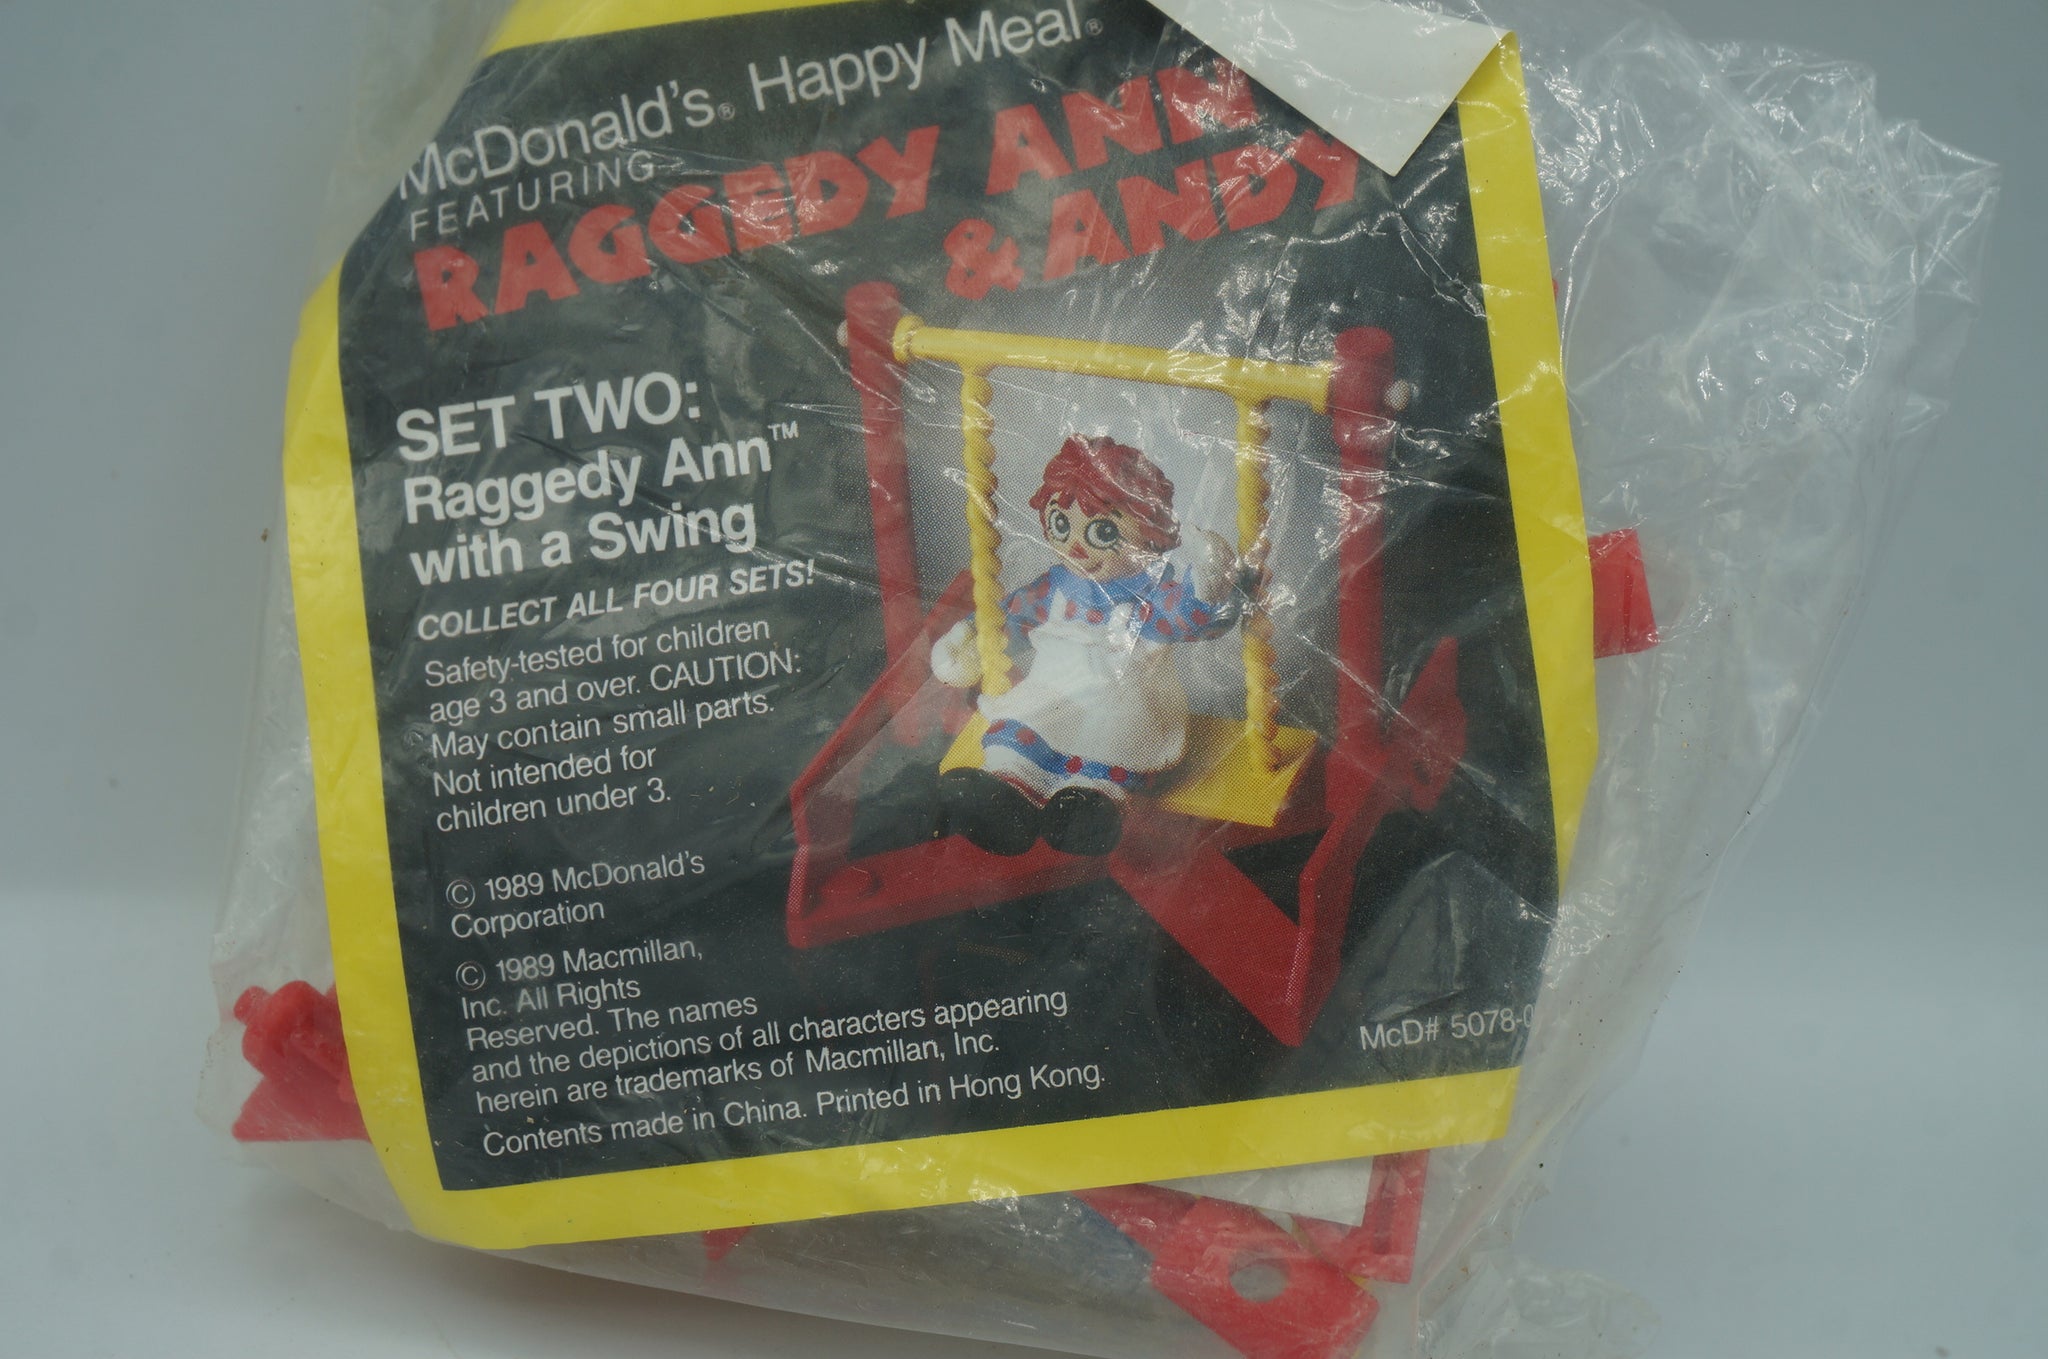 McDonald's® Happy Meal®
FEATURING
RAGGEDY ANN
& ANDY
SET TWO:
Raggedy Ann™
with a Swing
COLLECT ALL FOUR SETS!
Safety-tested for children
age 3 and over. CAUTION:
May contain small parts.
Not intended for
children under 3.
© 1989 McDonald's
Corporation
© 1989 Macmillan,
Inc. All Rights
Reserved. The names
and the depictions of all characters appearing
herein are trademarks of Macmillan, Inc.
Contents made in China. Printed in Hong Kong.
McD# 5078-0